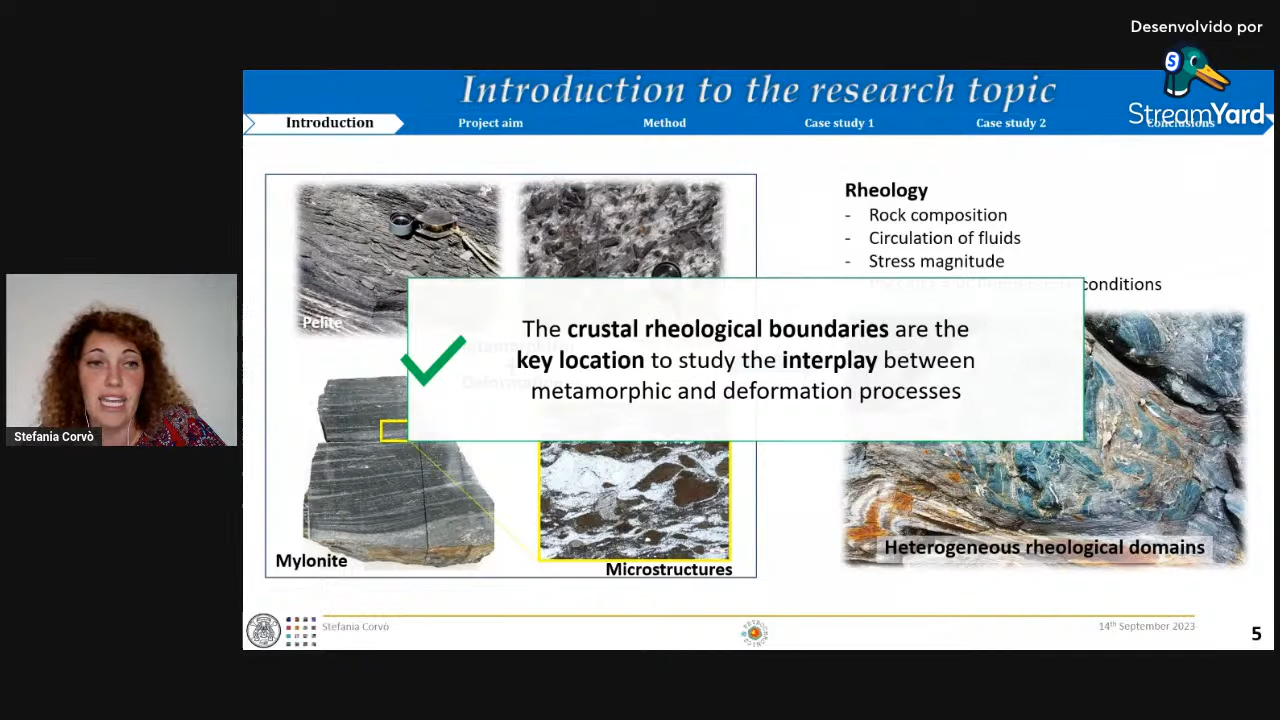 Desenvolvido por
StreamYard
Introduction to the research topic
Introduction
Project aim
Method
Case study 1
Case study 2
Conclusions
Rheology
- Rock composition
- Circulation of fluids
- Stress magnitude
conditions
Pelite
The crustal rheological boundaries are the
key location to study the interplay between
metamorphic and deformation processes
Stefania Corvò
Mylonite
Microstructures
Heterogeneous rheological domains
Stefania Corvò
14th September 2023
5